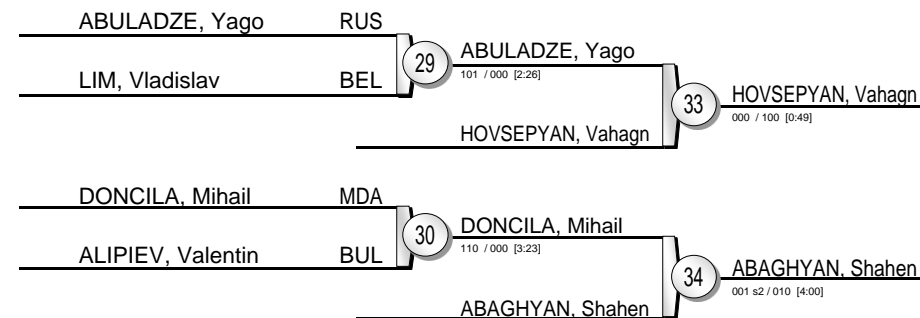 ABULADZE, Yago RUS
LIM, Vladislav BEL
29
ABULADZE, Yago
101 / 000 [2:26]
HOVSEPYAN, Vahagn
33
HOVSEPYAN, Vahagn
000 / 100 [0:49]
DONCILA, Mihail MDA
ALIPIEV, Valentin BUL
30
DONCILA, Mihail
110 / 000 [3:23]
ABAGHYAN, Shahen
34
ABAGHYAN, Shahen
001 s2 / 010 [4:00]